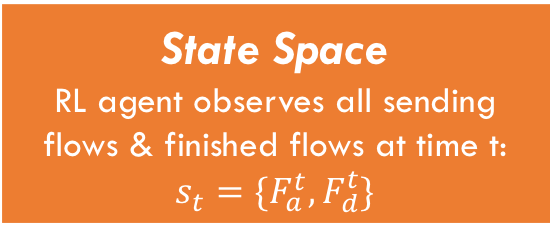 State Space
RL agent observes all sending
flows & finished flows at time t:
$s_t = \{F_a^t, F_d^t\}$